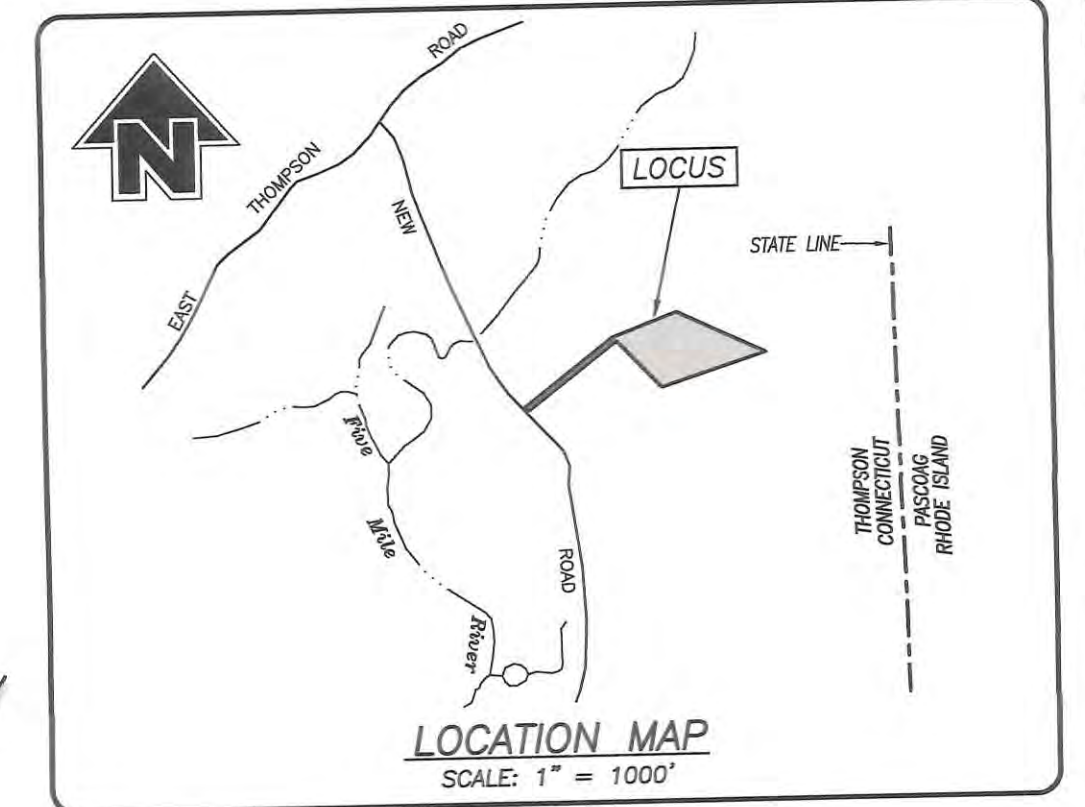 ROAD
THOMPSON
EAST
N
NEW
LOCUS
STATE LINE
Five
Mile
River
ROAD
THOMPSON
CONNECTICUT
PASCOAG
RHODE ISLAND
LOCATION MAP
SCALE: 1" = 1000'